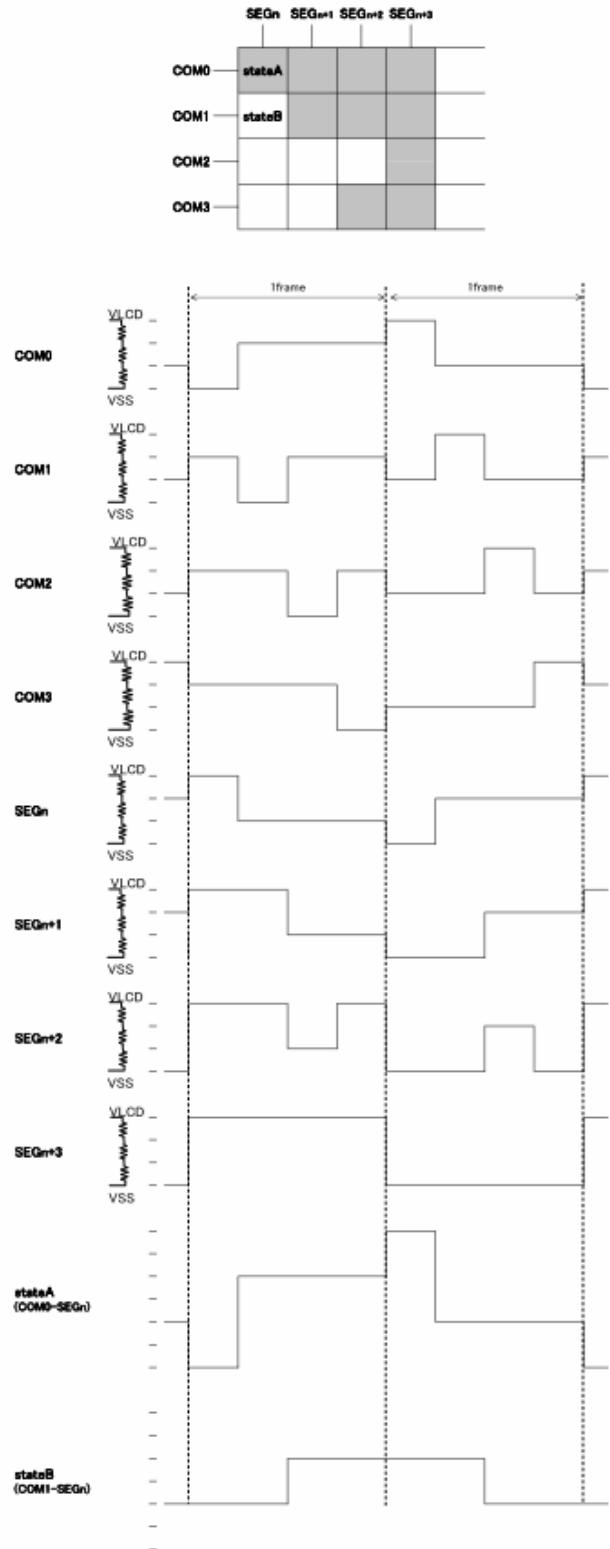 SEGn SEGn+1 SEGn+2 SEGn+3
COM0 stateA
COM1 stateB
COM2
COM3
1frame 1frame
VLCD
COM0
VSS
VLCD
COM1
VSS
VLCD
COM2
VSS
VLCD
COM3
VSS
VLCD
SEGn
VSS
VLCD
SEGn+1
VSS
VLCD
SEGn+2
VSS
VLCD
SEGn+3
VSS
stateA
(COM0-SEGn)
stateB
(COM1-SEGn)